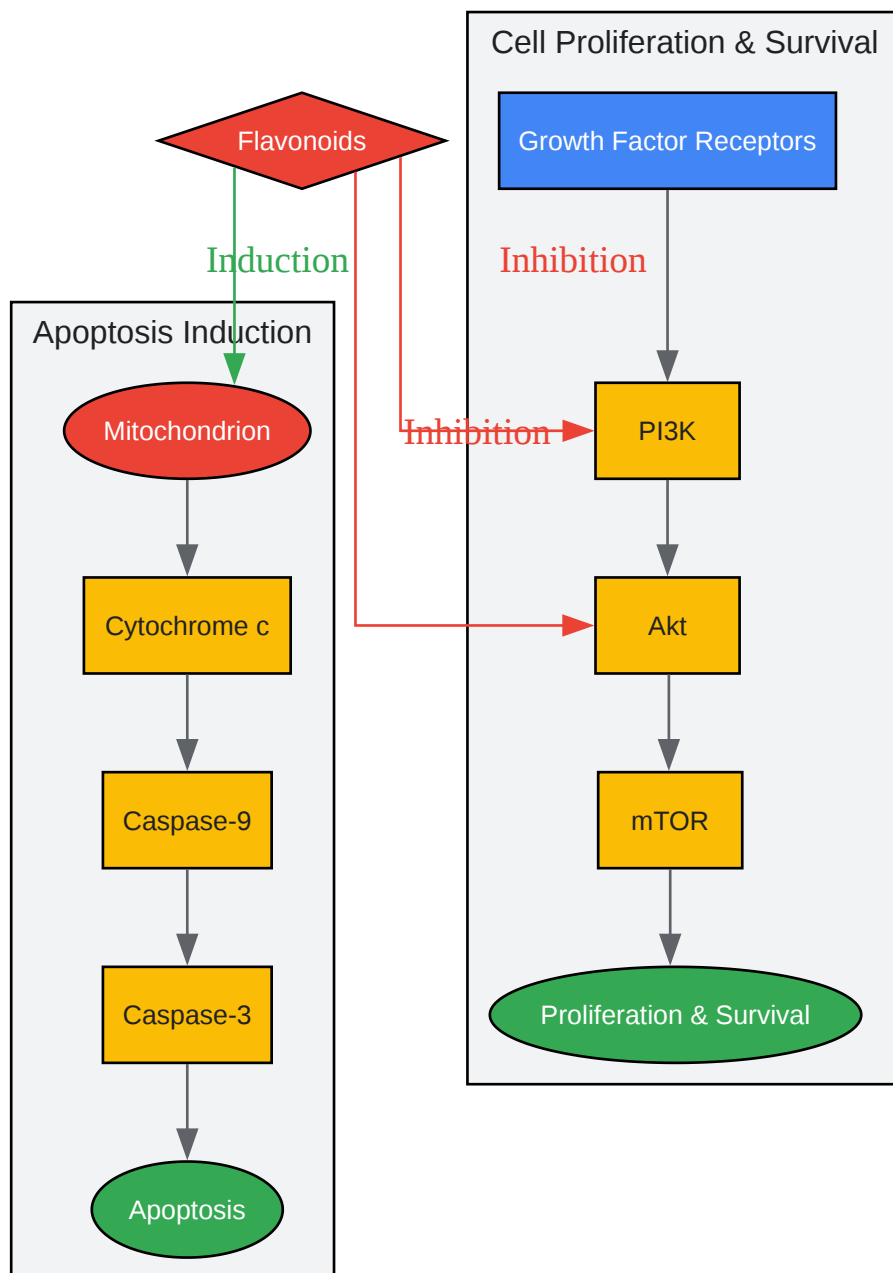 Cell Proliferation & Survival
Flavonoids
Growth Factor Receptors
Induction
Inhibition
Apoptosis Induction
Mitochondrion
Inhibition
PI3K
Cytochrome c
Akt
Caspase-9
mTOR
Caspase-3
Proliferation & Survival
Apoptosis